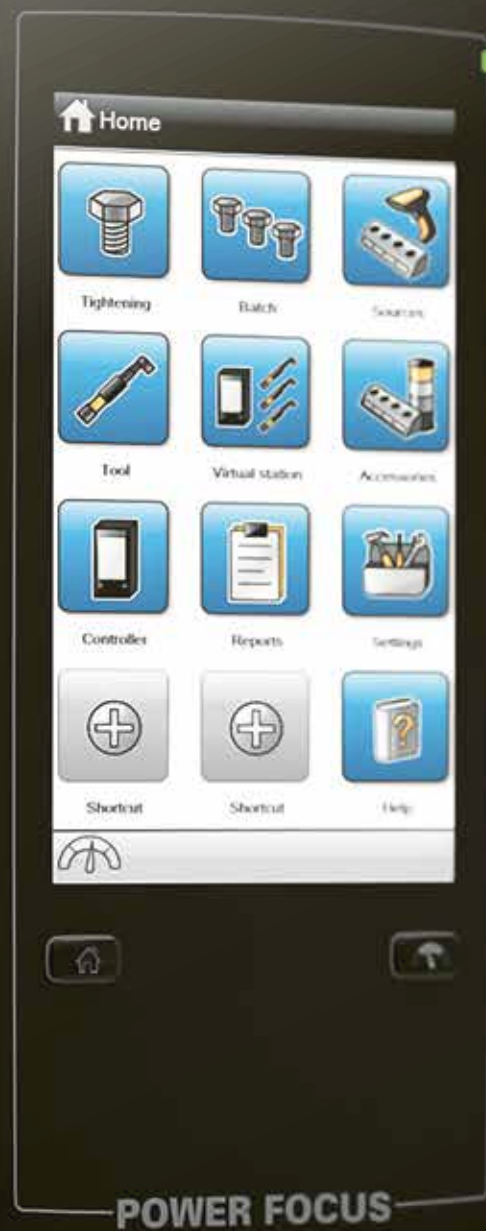 Home
Tightening Batch Sources
Tool Virtual station Accessories
Controller Reports Settings
Shortcut Shortcut Help
POWER FOCUS